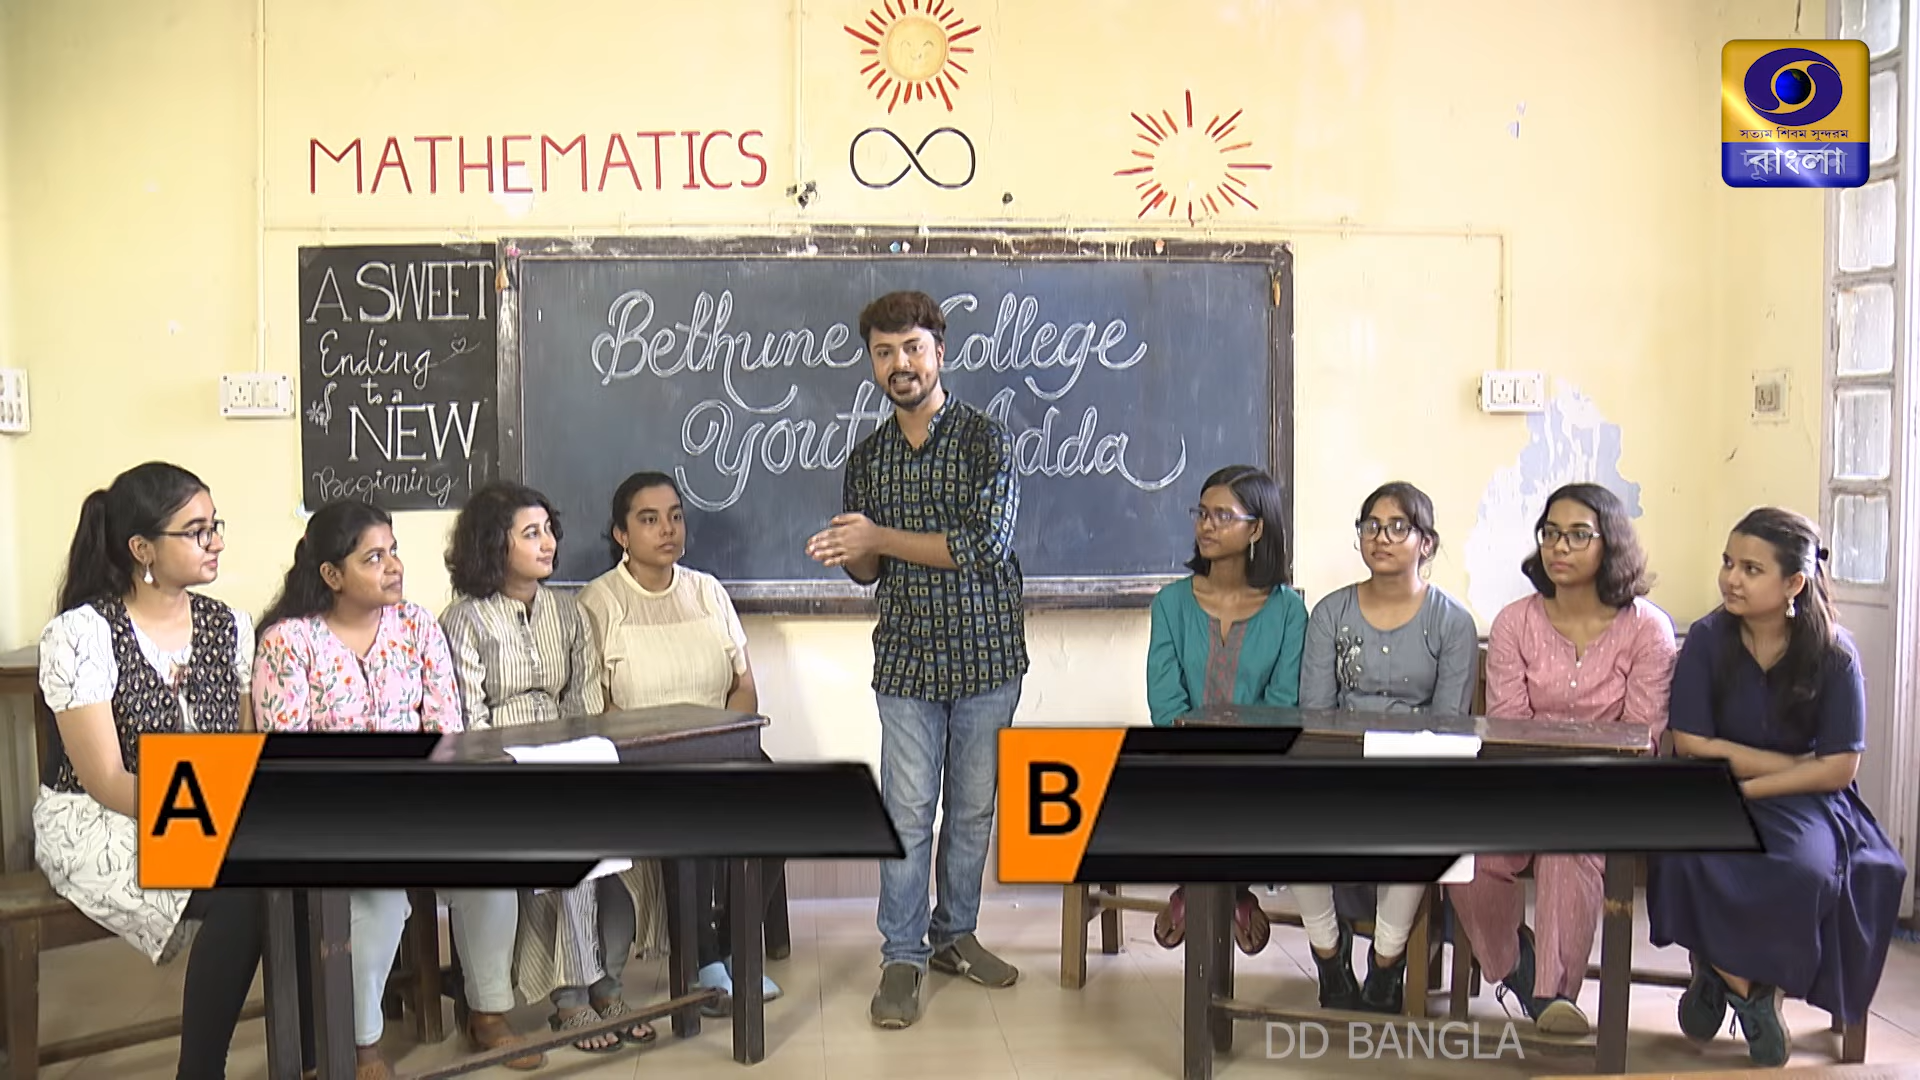 MATHEMATICS ∞
A SWEET
Ending
to a
NEW
Beginning!
Bethune College
Youth Adda
সত্যম শিবম সুন্দরম
বাংলা
A
B
DD BANGLA